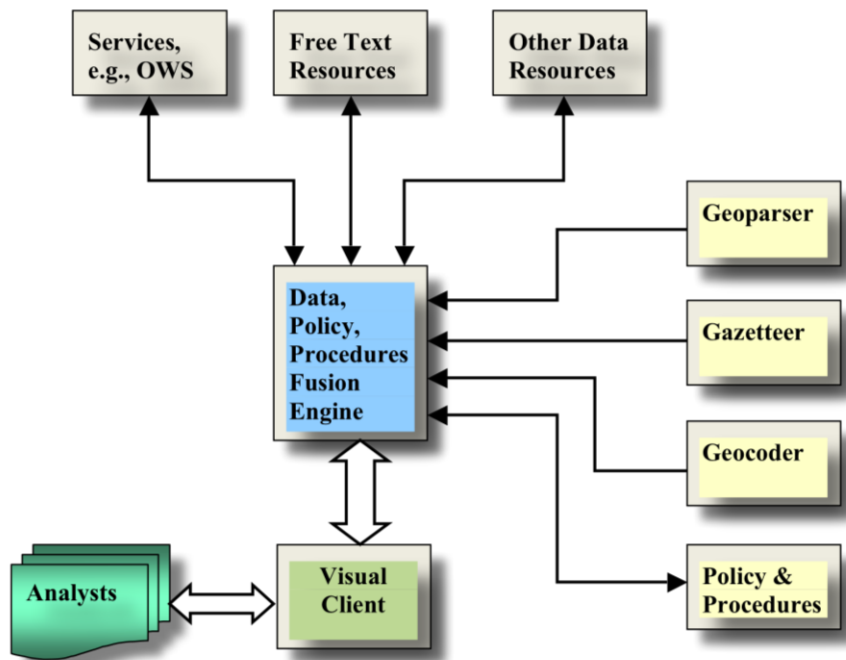 Services,
e.g., OWS
Free Text
Resources
Other Data
Resources
Geoparser
Data,
Policy,
Procedures
Fusion
Engine
Gazetteer
Geocoder
Analysts
Visual
Client
Policy &
Procedures